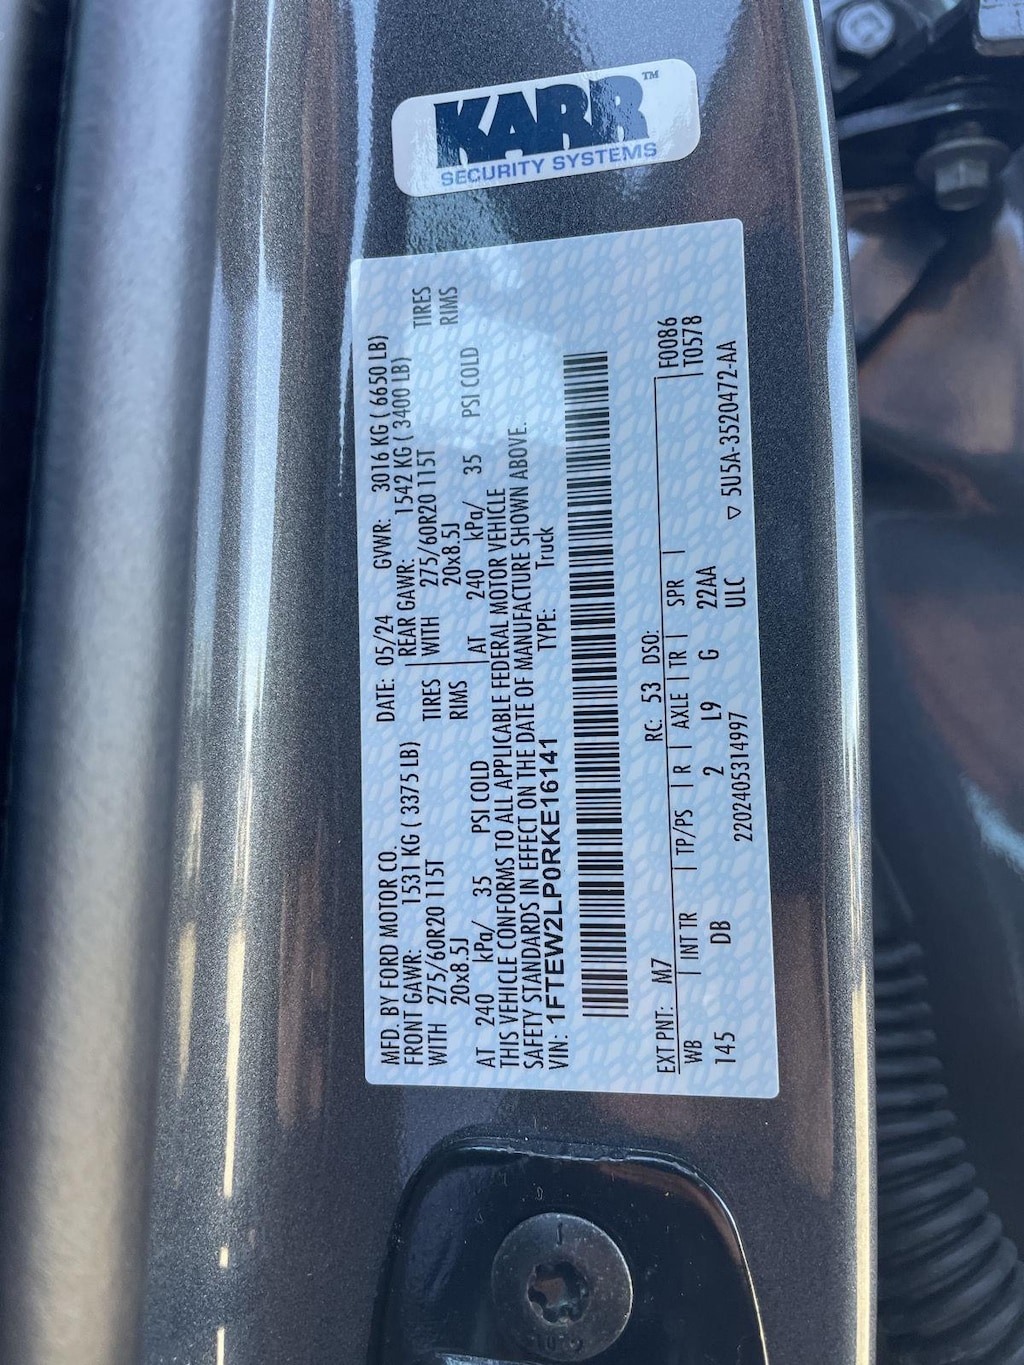 KARR™
SECURITY SYSTEMS
MFD. BY FORD MOTOR CO. DATE: 05/24 GVWR: 3016 KG ( 6650 LB)
FRONT GAWR: 1531 KG ( 3375 LB) REAR GAWR: 1542 KG ( 3400 LB)
WITH 275/60R20 115T TIRES WITH 275/60R20 115T TIRES
20x8.5J RIMS 20x8.5J RIMS
AT 240 kPa/ 35 PSI COLD AT 240 kPa/ 35 PSI COLD
THIS VEHICLE CONFORMS TO ALL APPLICABLE FEDERAL MOTOR VEHICLE
SAFETY STANDARDS IN EFFECT ON THE DATE OF MANUFACTURE SHOWN ABOVE.
VIN: 1FTEW2LP0RKE16141 TYPE: Truck
EXT PNT: M7 RC: 53 DSO: F0086
WB | INT TR | TP/PS | R | AXLE | TR | SPR | T0578
145 DB 2 L9 G 22AA
2202405314997 ULC ▽ 5U5A-3520472-AA